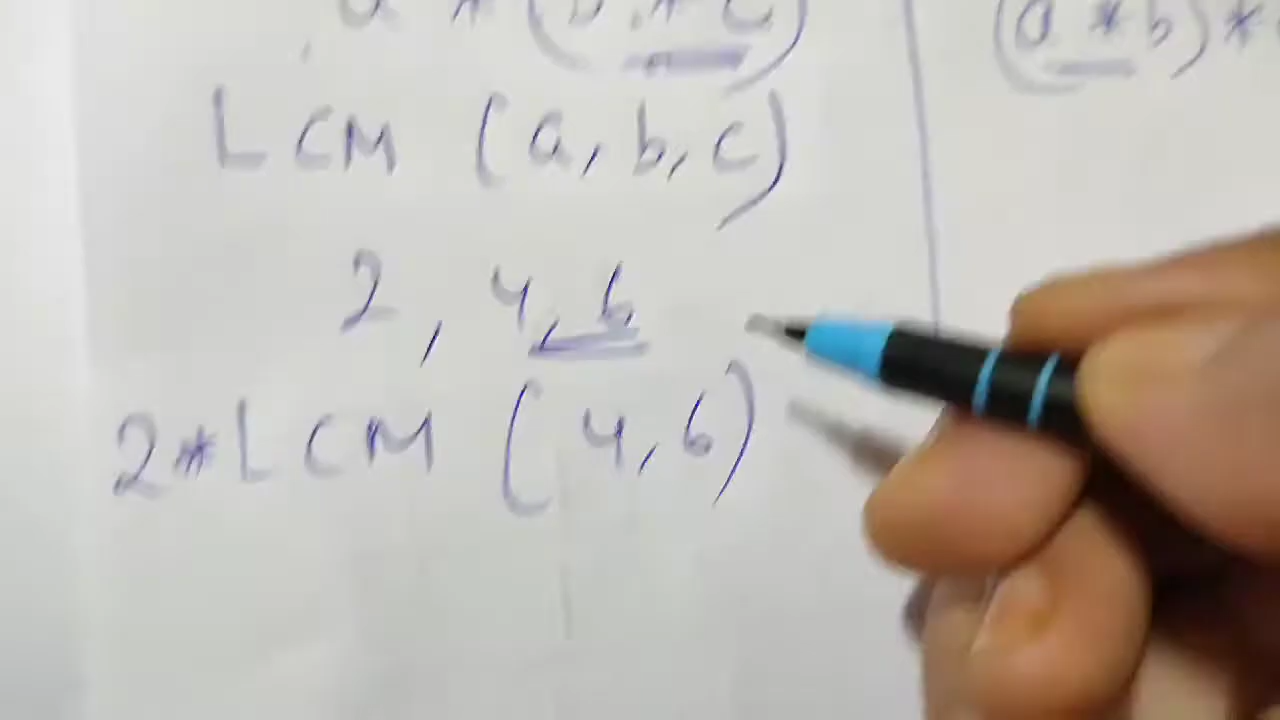 a * (b * c)
(a * b) *
LCM (a, b, c)
2, 4, 6
2*LCM (4, 6)